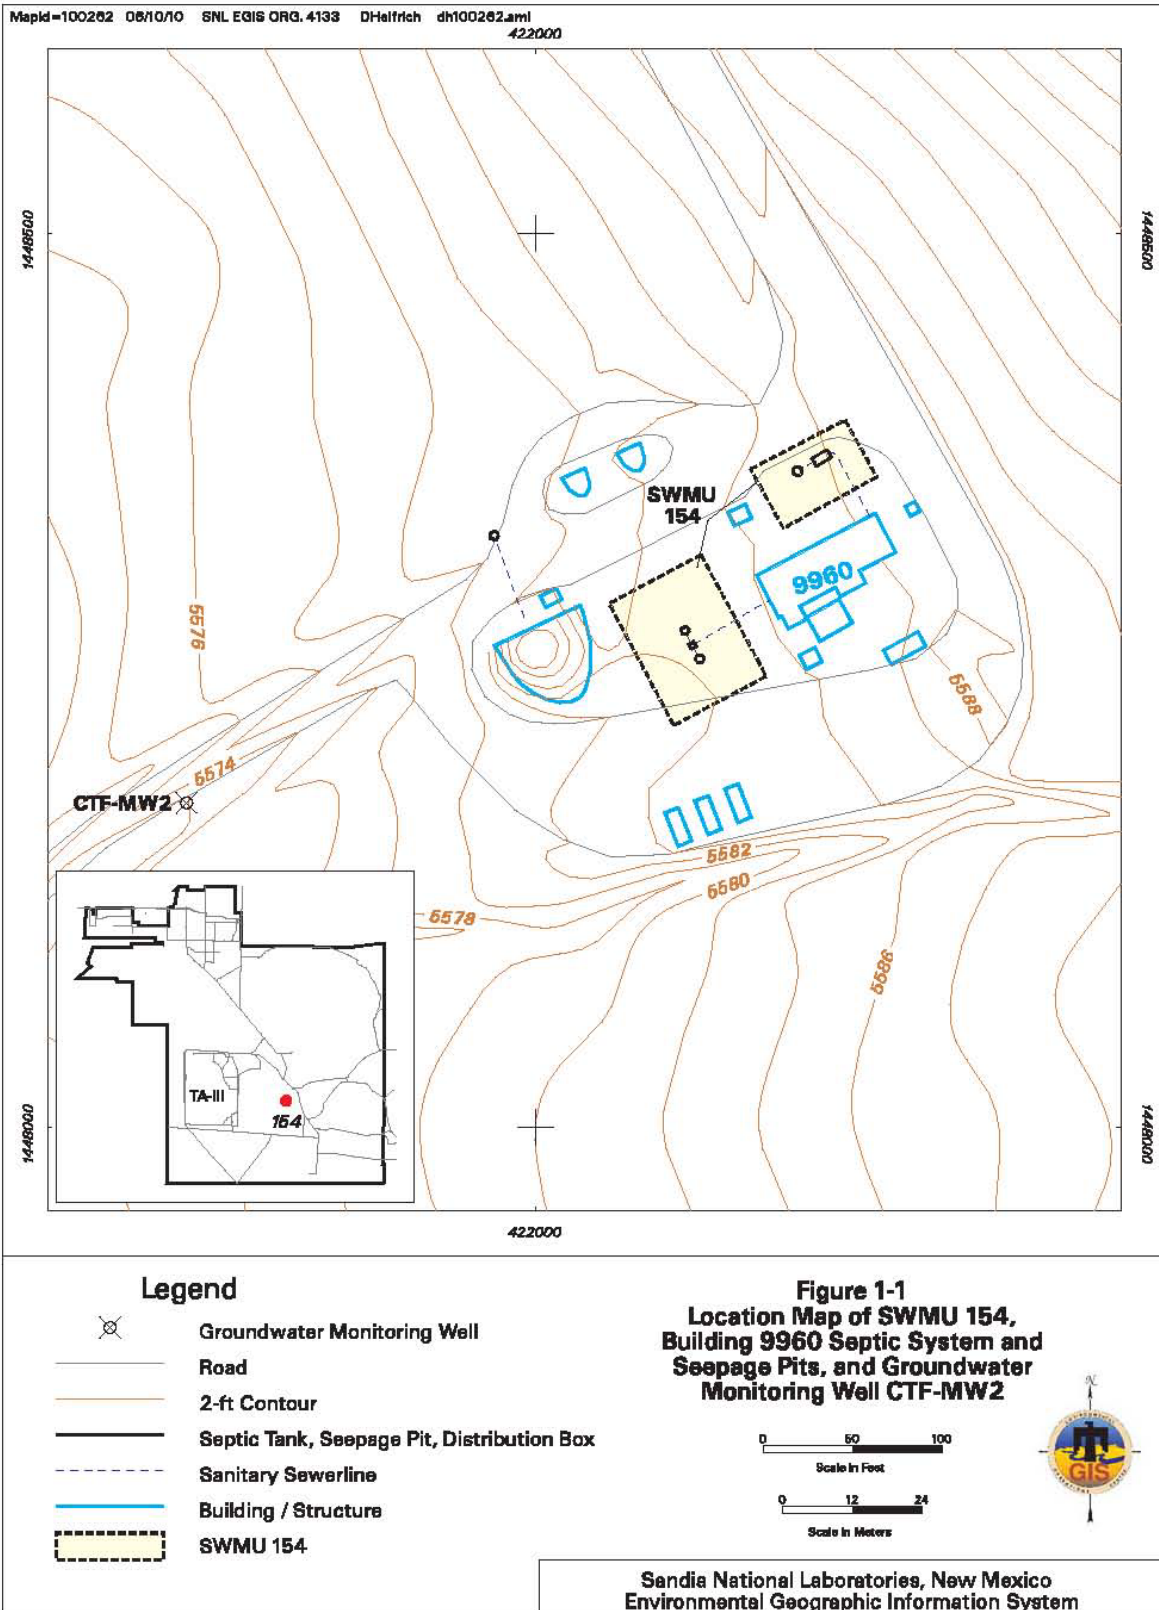 MapId=100262 06/10/10 SNL EGIS ORG. 4133 DHelfrich dh100262.aml
422000
1448500
1448500
SWMU
154
9960
5576
5588
5574
CTF-MW2
5582
5580
5578
5586
TA-III
154
1448000
1448000
422000
Legend
Groundwater Monitoring Well
Road
2-ft Contour
Septic Tank, Seepage Pit, Distribution Box
Sanitary Sewerline
Building / Structure
SWMU 154
Figure 1-1
Location Map of SWMU 154,
Building 9960 Septic System and
Seepage Pits, and Groundwater
Monitoring Well CTF-MW2
0 50 100
Scale in Feet
0 12 24
Scale in Meters
N
GIS
Sandia National Laboratories, New Mexico
Environmental Geographic Information System